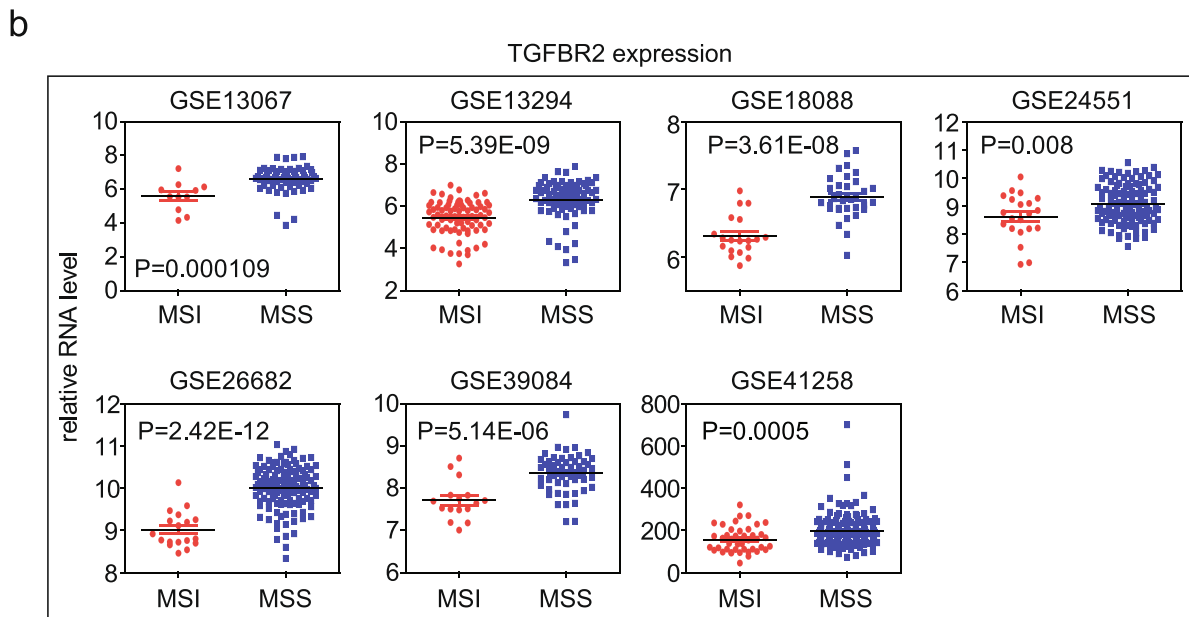 b
TGFBR2 expression
relative RNA level
GSE13067
10
8
6
4
2
0
P=0.000109
MSI MSS
GSE13294
10
8
6
4
2
P=5.39E-09
MSI MSS
GSE18088
8
7
6
P=3.61E-08
MSI MSS
GSE24551
12
11
10
9
8
7
6
P=0.008
MSI MSS
GSE26682
12
11
10
9
8
P=2.42E-12
MSI MSS
GSE39084
10
9
8
7
6
P=5.14E-06
MSI MSS
GSE41258
800
600
400
200
0
P=0.0005
MSI MSS